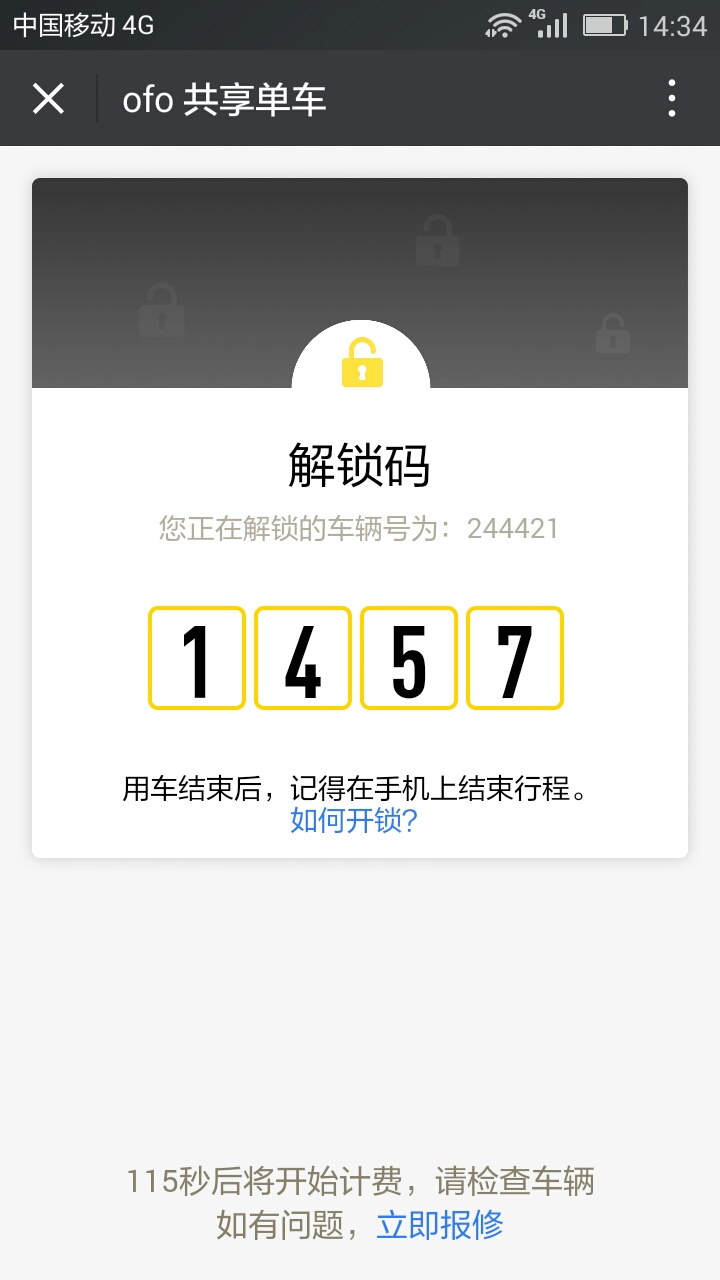 中国移动 4G
4G
14:34
ofo 共享单车
解锁码
您正在解锁的车辆号为：244421
1 4 5 7
用车结束后，记得在手机上结束行程。
如何开锁?
115秒后将开始计费，请检查车辆
如有问题，立即报修